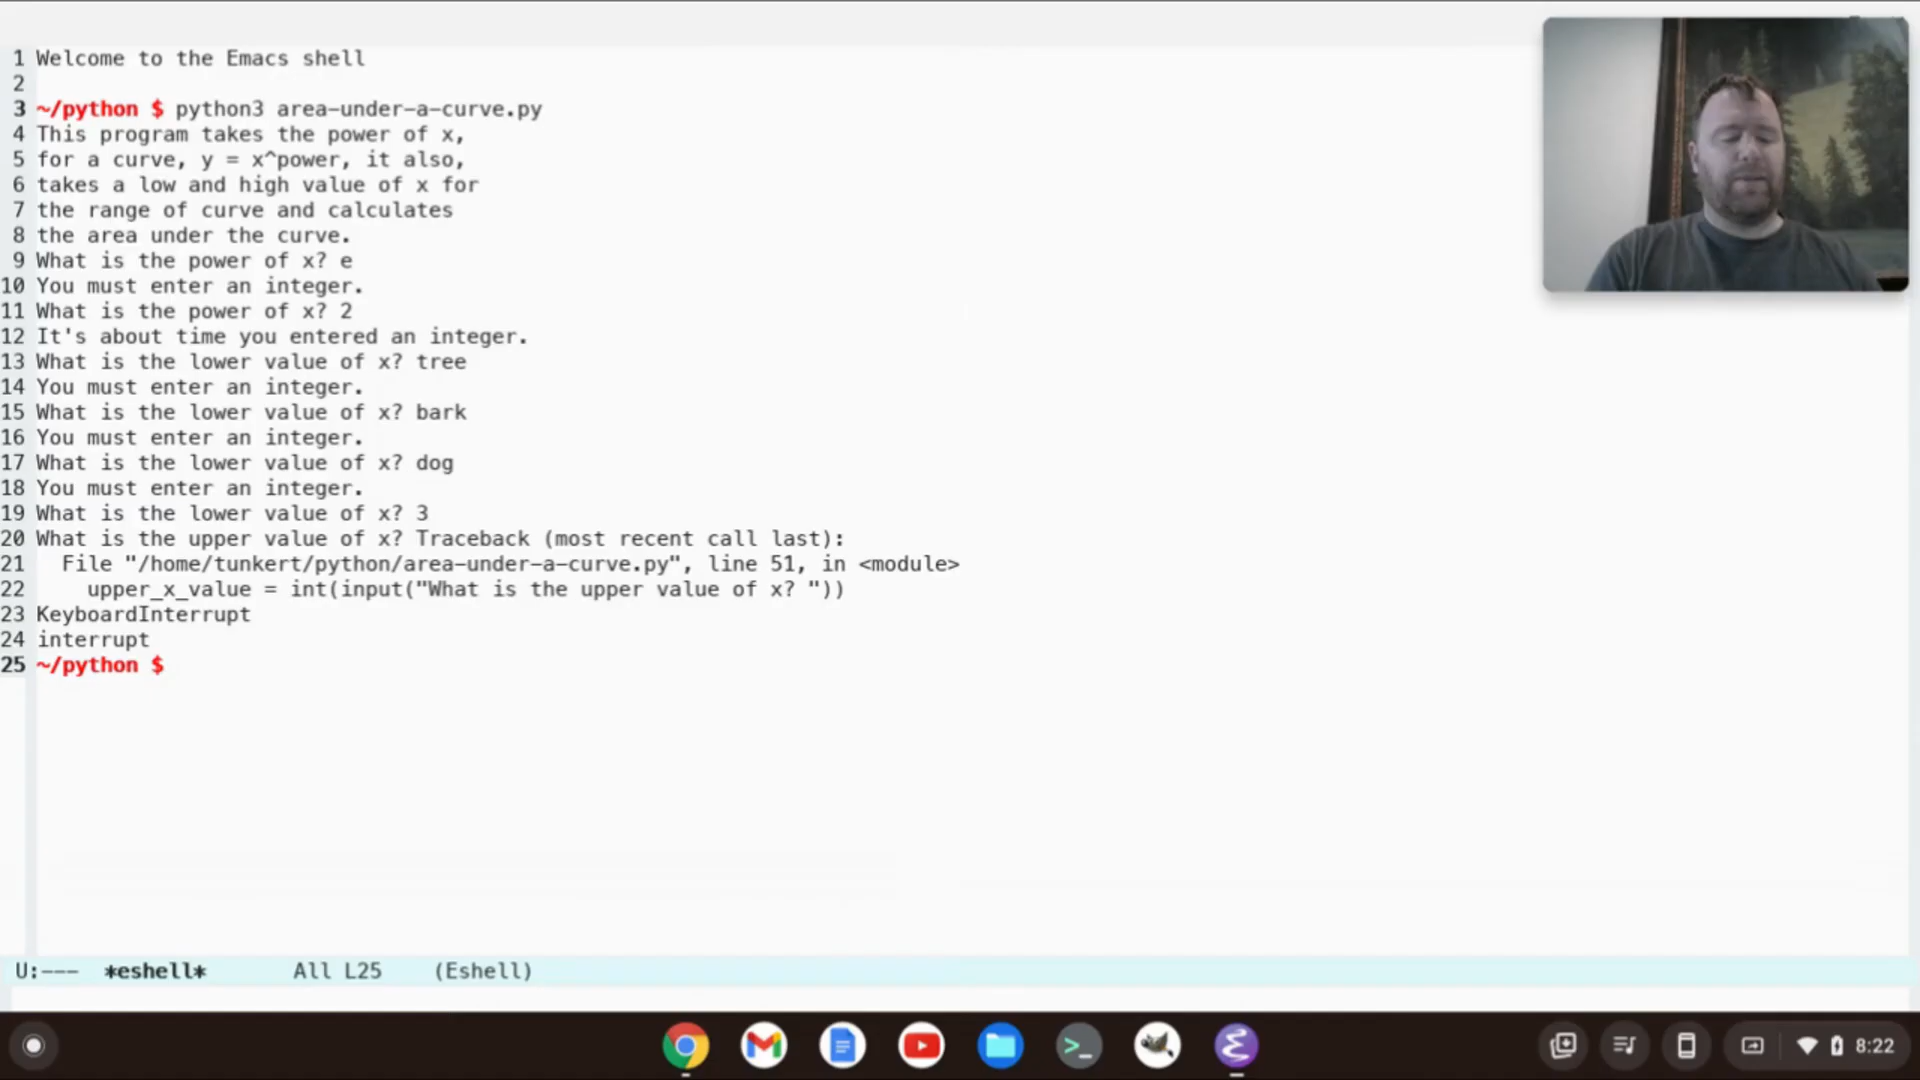 1 Welcome to the Emacs shell
2
3 ~/python $ python3 area-under-a-curve.py
4 This program takes the power of x,
5 for a curve, y = x^power, it also,
6 takes a low and high value of x for
7 the range of curve and calculates
8 the area under the curve.
9 What is the power of x? e
10 You must enter an integer.
11 What is the power of x? 2
12 It's about time you entered an integer.
13 What is the lower value of x? tree
14 You must enter an integer.
15 What is the lower value of x? bark
16 You must enter an integer.
17 What is the lower value of x? dog
18 You must enter an integer.
19 What is the lower value of x? 3
20 What is the upper value of x? Traceback (most recent call last):
21   File "/home/tunkert/python/area-under-a-curve.py", line 51, in <module>
22     upper_x_value = int(input("What is the upper value of x? "))
23 KeyboardInterrupt
24 interrupt
25 ~/python $
U:--- *eshell* All L25 (Eshell)
8:22